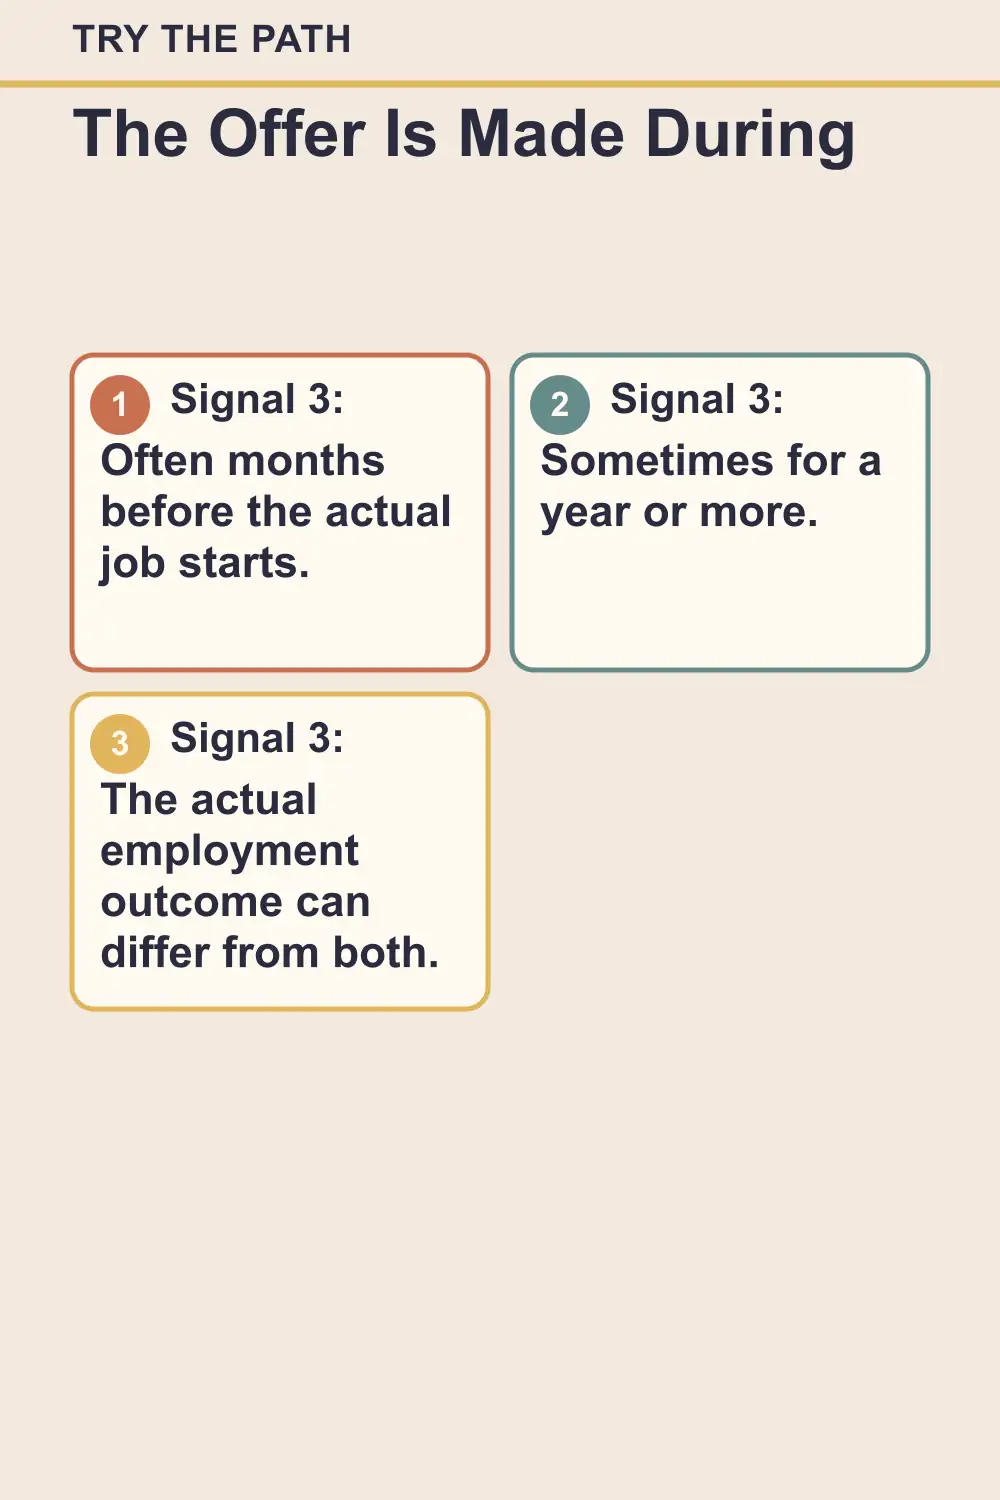 TRY THE PATH
The Offer Is Made During
1 Signal 3:
Often months
before the actual
job starts.
2 Signal 3:
Sometimes for a
year or more.
3 Signal 3:
The actual
employment
outcome can
differ from both.